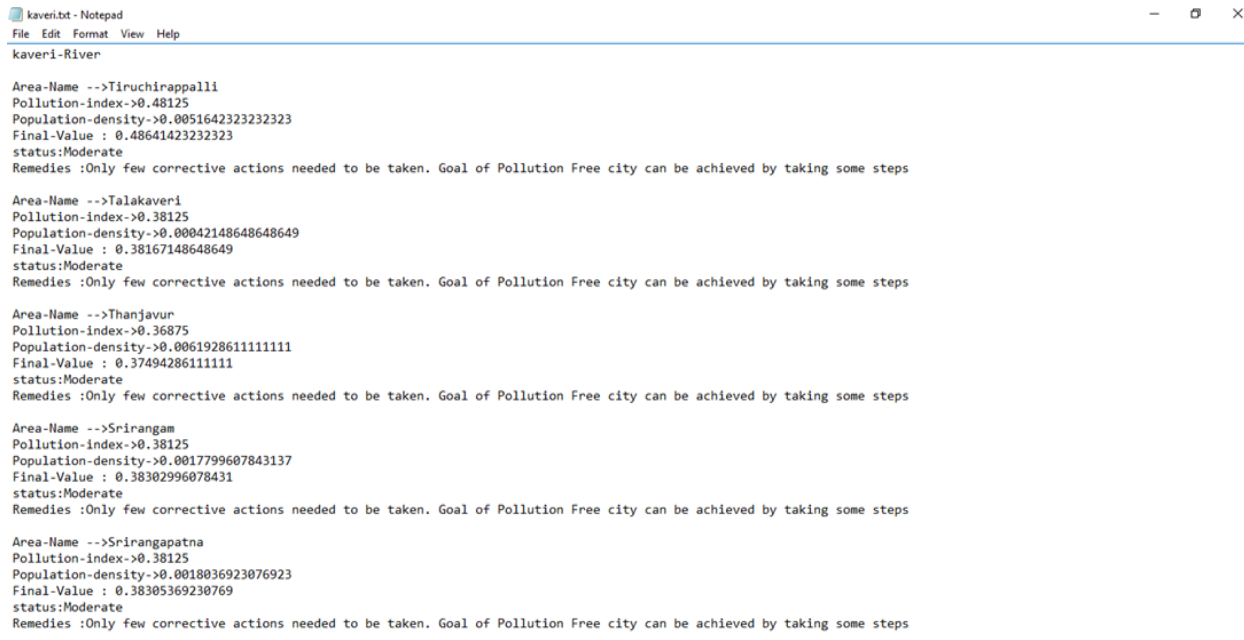 kaveri.txt - Notepad
File Edit Format View Help
kaveri-River
Area-Name -->Tiruchirappalli
Pollution-index->0.48125
Population-density->0.0051642323232323
Final-Value : 0.48641423232323
status:Moderate
Remedies :Only few corrective actions needed to be taken. Goal of Pollution Free city can be achieved by taking some steps
Area-Name -->Talakaveri
Pollution-index->0.38125
Population-density->0.00042148648648649
Final-Value : 0.38167148648649
status:Moderate
Remedies :Only few corrective actions needed to be taken. Goal of Pollution Free city can be achieved by taking some steps
Area-Name -->Thanjavur
Pollution-index->0.36875
Population-density->0.0061928611111111
Final-Value : 0.37494286111111
status:Moderate
Remedies :Only few corrective actions needed to be taken. Goal of Pollution Free city can be achieved by taking some steps
Area-Name -->Srirangam
Pollution-index->0.38125
Population-density->0.0017799607843137
Final-Value : 0.38302996078431
status:Moderate
Remedies :Only few corrective actions needed to be taken. Goal of Pollution Free city can be achieved by taking some steps
Area-Name -->Srirangapatna
Pollution-index->0.38125
Population-density->0.0018036923076923
Final-Value : 0.38305369230769
status:Moderate
Remedies :Only few corrective actions needed to be taken. Goal of Pollution Free city can be achieved by taking some steps